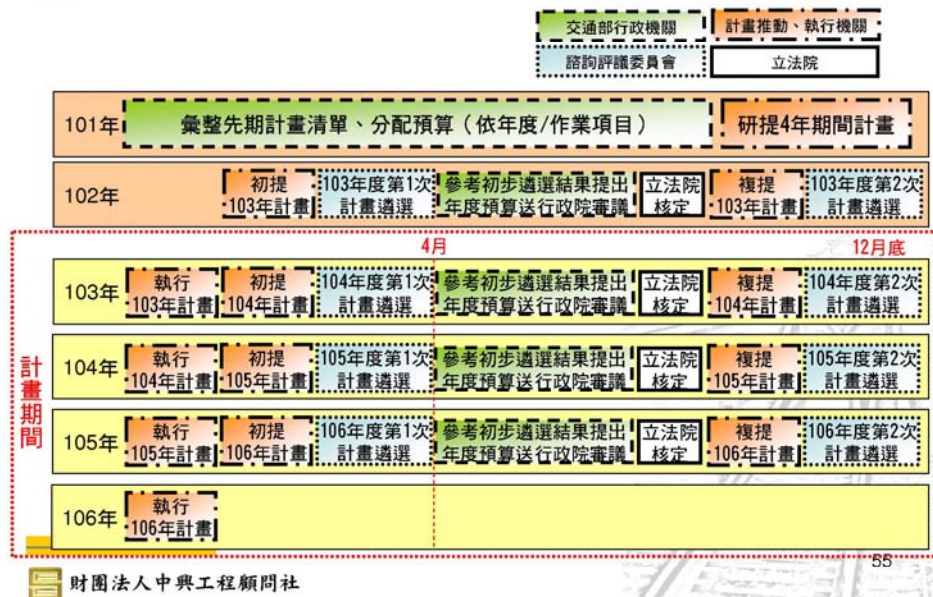 交通部行政機關
計畫推動、執行機關
諮詢評議委員會
立法院
101年
彙整先期計畫清單、分配預算（依年度/作業項目）
研提4年期間計畫
102年
初提
103年計畫
103年度第1次
計畫遴選
參考初步遴選結果提出
年度預算送行政院審議
立法院
核定
複提
103年計畫
103年度第2次
計畫遴選
4月
12月底
計畫期間
103年
執行
103年計畫
初提
104年計畫
104年度第1次
計畫遴選
參考初步遴選結果提出
年度預算送行政院審議
立法院
核定
複提
104年計畫
104年度第2次
計畫遴選
104年
執行
104年計畫
初提
105年計畫
105年度第1次
計畫遴選
參考初步遴選結果提出
年度預算送行政院審議
立法院
核定
複提
105年計畫
105年度第2次
計畫遴選
105年
執行
105年計畫
初提
106年計畫
106年度第1次
計畫遴選
參考初步遴選結果提出
年度預算送行政院審議
立法院
核定
複提
106年計畫
106年度第2次
計畫遴選
106年
執行
106年計畫
55
財團法人中興工程顧問社